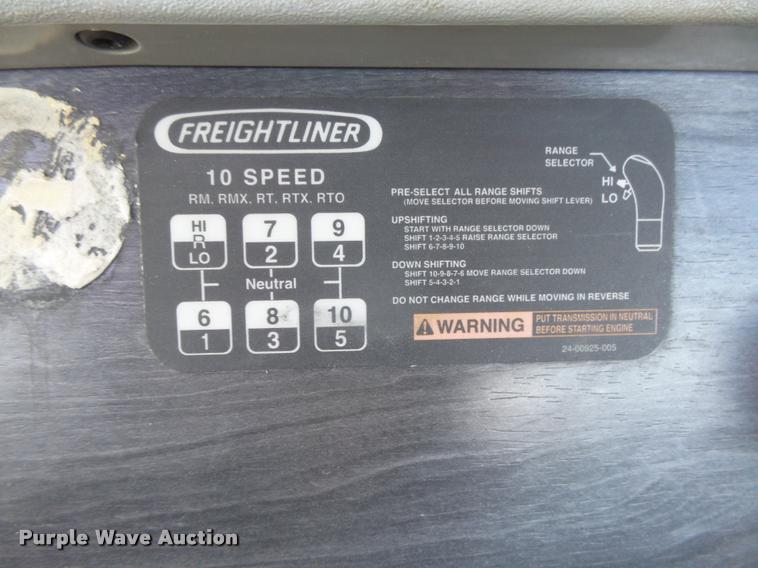 FREIGHTLINER
10 SPEED
RM. RMX. RT. RTX. RTO
HI 7 9
R
LO 2 4
Neutral
6 8 10
1 3 5
RANGE
SELECTOR
HI
LO
PRE-SELECT ALL RANGE SHIFTS
(MOVE SELECTOR BEFORE MOVING SHIFT LEVER)
UPSHIFTING
START WITH RANGE SELECTOR DOWN
SHIFT 1-2-3-4-5 RAISE RANGE SELECTOR
SHIFT 6-7-8-9-10
DOWN SHIFTING
SHIFT 10-9-8-7-6 MOVE RANGE SELECTOR DOWN
SHIFT 5-4-3-2-1
DO NOT CHANGE RANGE WHILE MOVING IN REVERSE
WARNING
PUT TRANSMISSION IN NEUTRAL
BEFORE STARTING ENGINE
24-00925-005
Purple Wave Auction